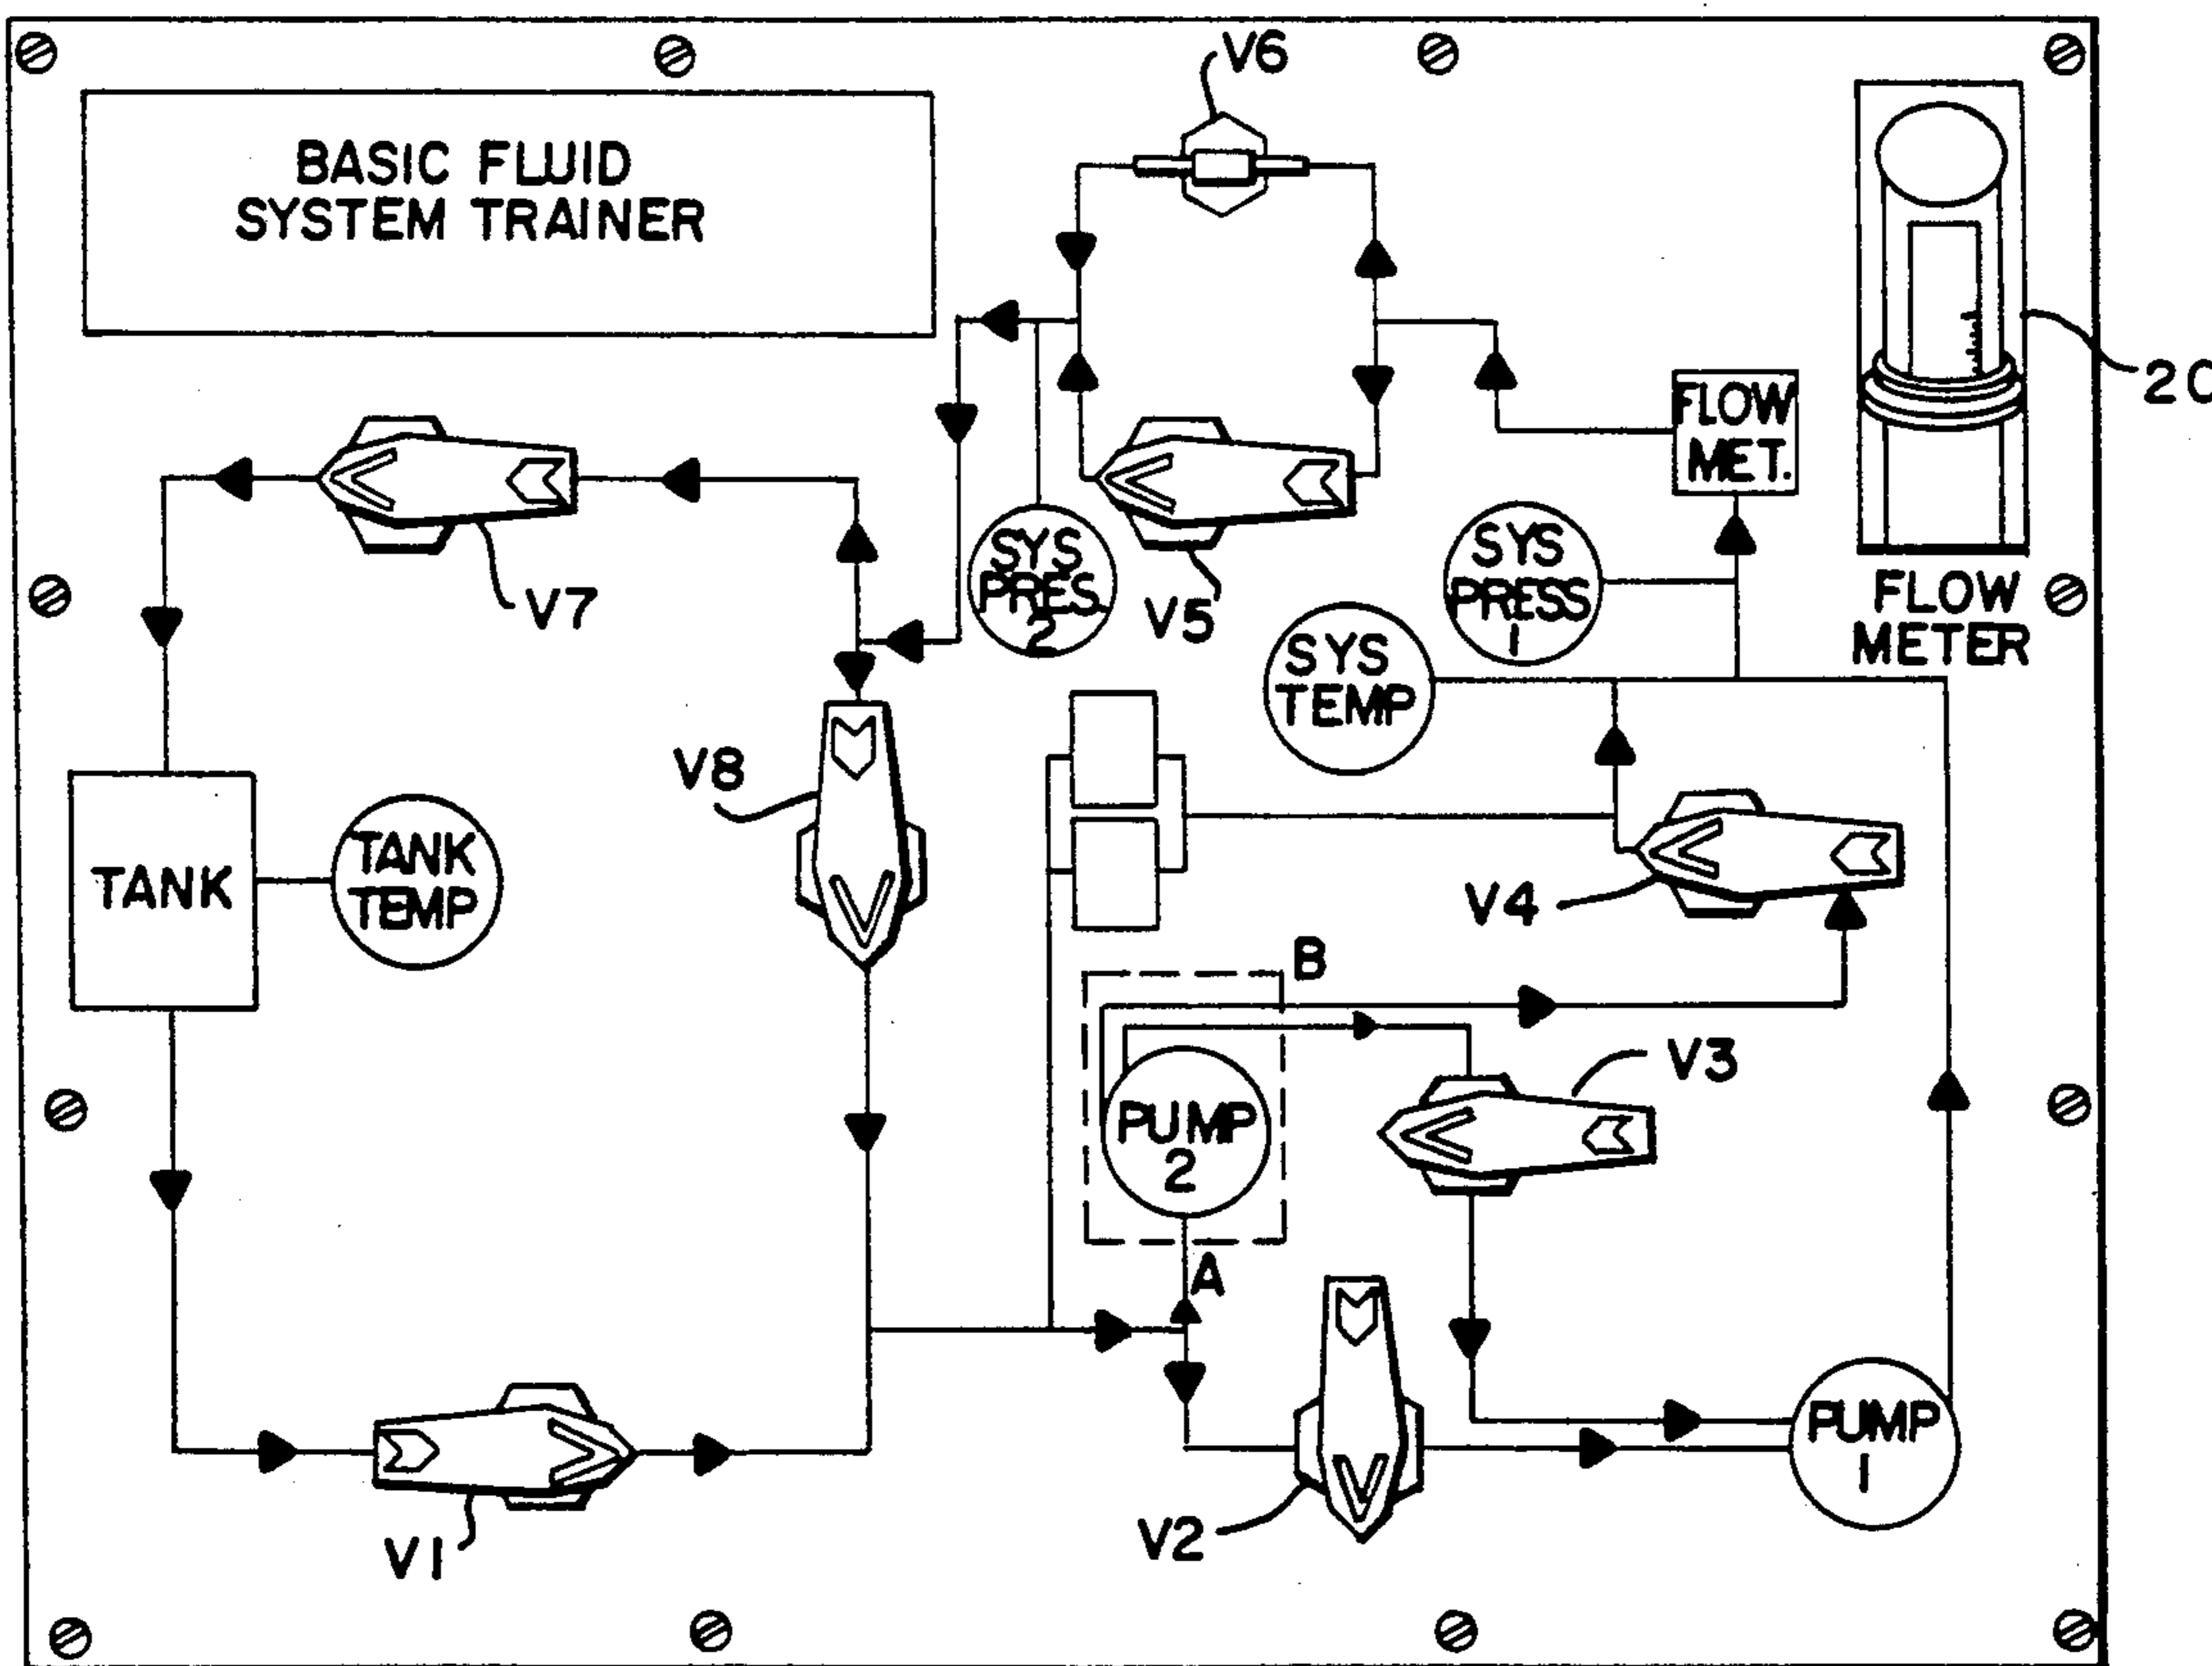 V6
BASIC FLUID
SYSTEM TRAINER
20
FLOW
MET.
SYS
PRES
2
SYS
PRESS
1
V7
V5
FLOW
METER
SYS
TEMP
V8
TANK
TANK
TEMP
V4
B
V3
PUMP
2
A
PUMP
1
V2
V1